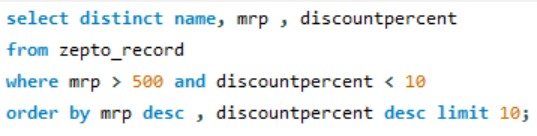 select distinct name, mrp , discountpercent
from zepto_record
where mrp > 500 and discountpercent < 10
order by mrp desc , discountpercent desc limit 10;